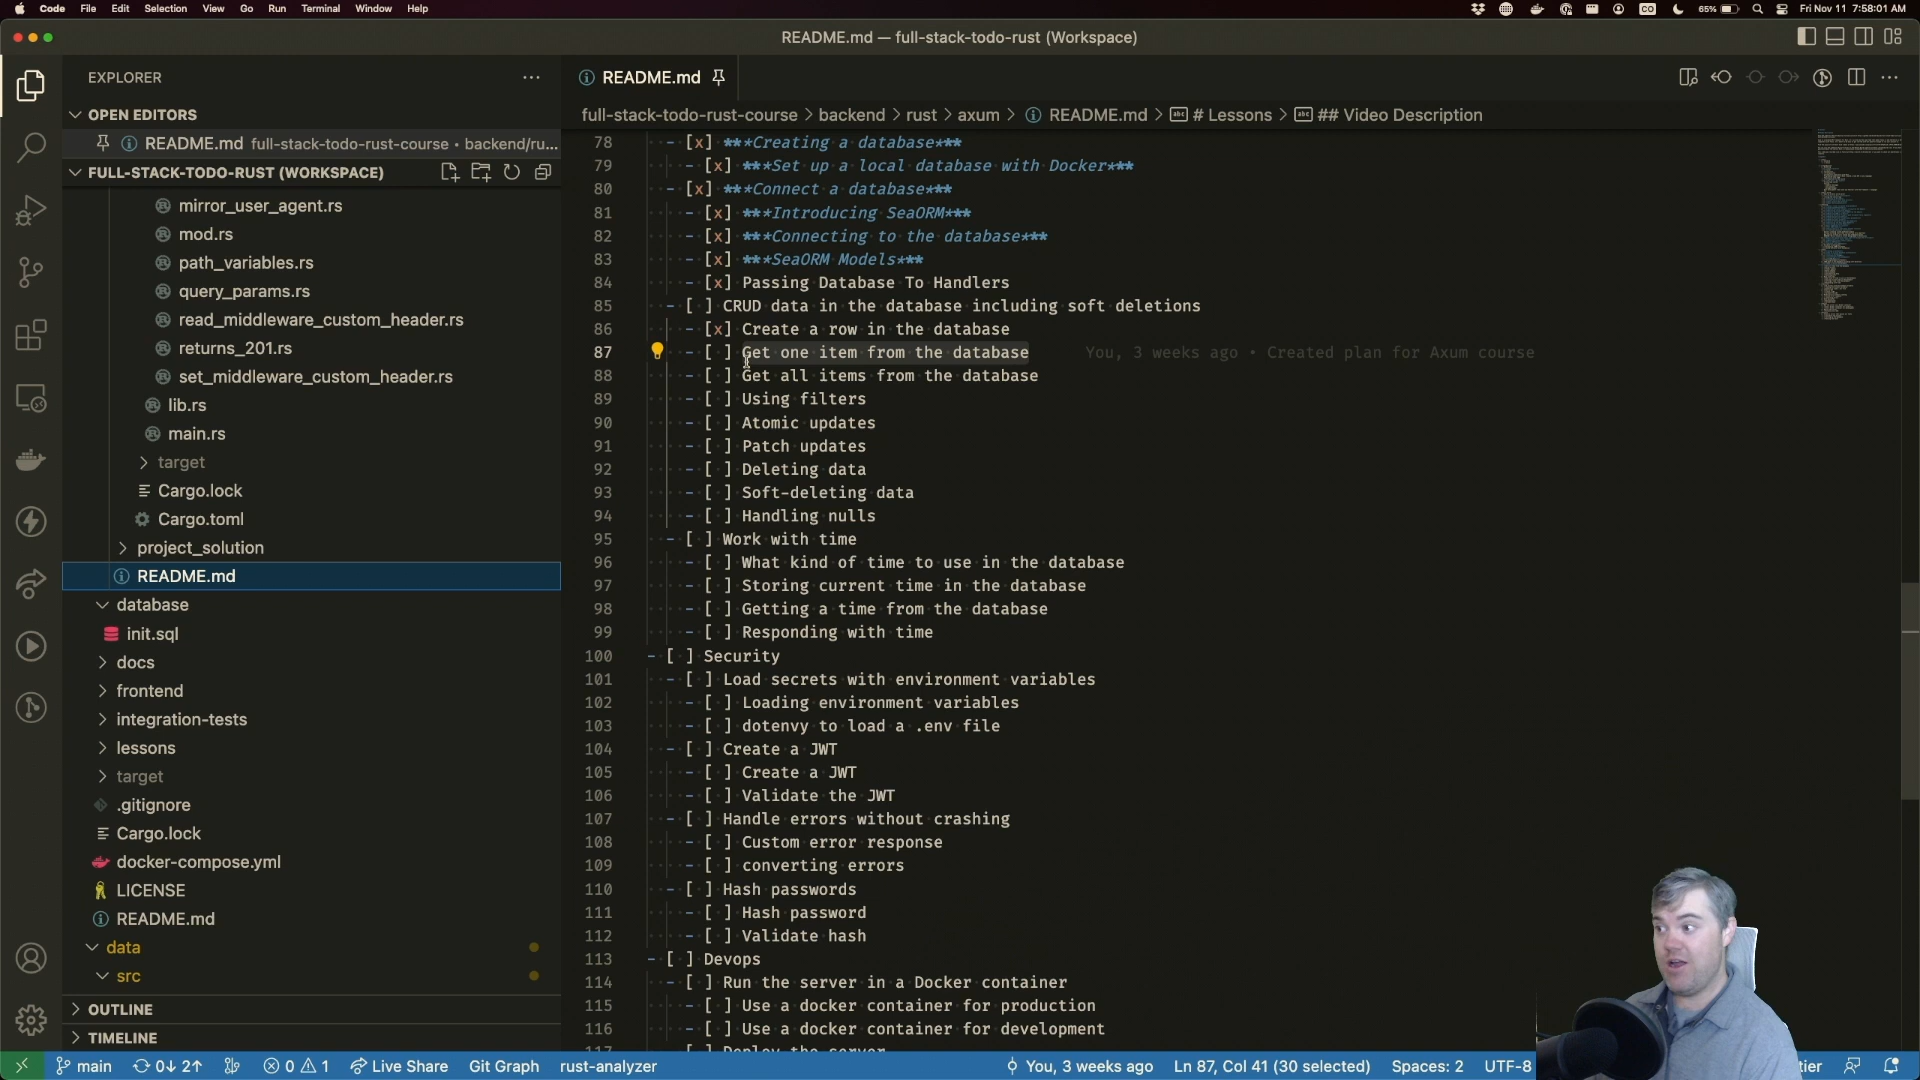 Code File Edit Selection View Go Run Terminal Window Help CO 65% Fri Nov 11 7:58:01 AM
README.md — full-stack-todo-rust (Workspace)
EXPLORER
README.md
OPEN EDITORS
full-stack-todo-rust-course > backend > rust > axum > README.md > # Lessons > ## Video Description
README.md full-stack-todo-rust-course • backend/ru...
FULL-STACK-TODO-RUST (WORKSPACE)
mirror_user_agent.rs
mod.rs
path_variables.rs
query_params.rs
read_middleware_custom_header.rs
returns_201.rs
set_middleware_custom_header.rs
lib.rs
main.rs
target
Cargo.lock
Cargo.toml
project_solution
README.md
database
init.sql
docs
frontend
integration-tests
lessons
target
.gitignore
Cargo.lock
docker-compose.yml
LICENSE
README.md
data
src
OUTLINE
TIMELINE
78 - [x] ***Creating a database***
79 - [x] ***Set up a local database with Docker***
80 - [x] ***Connect a database***
81 - [x] ***Introducing SeaORM***
82 - [x] ***Connecting to the database***
83 - [x] ***SeaORM Models***
84 - [x] Passing Database To Handlers
85 - [ ] CRUD data in the database including soft deletions
86 - [x] Create a row in the database
87 - [ ] Get one item from the database You, 3 weeks ago • Created plan for Axum course
88 - [ ] Get all items from the database
89 - [ ] Using filters
90 - [ ] Atomic updates
91 - [ ] Patch updates
92 - [ ] Deleting data
93 - [ ] Soft-deleting data
94 - [ ] Handling nulls
95 - [ ] Work with time
96 - [ ] What kind of time to use in the database
97 - [ ] Storing current time in the database
98 - [ ] Getting a time from the database
99 - [ ] Responding with time
100 - [ ] Security
101 - [ ] Load secrets with environment variables
102 - [ ] Loading environment variables
103 - [ ] dotenvy to load a .env file
104 - [ ] Create a JWT
105 - [ ] Create a JWT
106 - [ ] Validate the JWT
107 - [ ] Handle errors without crashing
108 - [ ] Custom error response
109 - [ ] converting errors
110 - [ ] Hash passwords
111 - [ ] Hash password
112 - [ ] Validate hash
113 - [ ] Devops
114 - [ ] Run the server in a Docker container
115 - [ ] Use a docker container for production
116 - [ ] Use a docker container for development
117 - [ ] Deploy the server
main 0↓ 2↑ 0 1 Live Share Git Graph rust-analyzer You, 3 weeks ago Ln 87, Col 41 (30 selected) Spaces: 2 UTF-8 tier